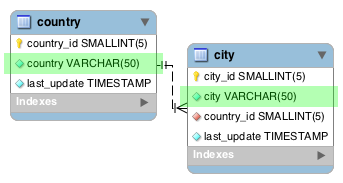 country
country_id SMALLINT(5)
country VARCHAR(50)
last_update TIMESTAMP
Indexes
city
city_id SMALLINT(5)
city VARCHAR(50)
country_id SMALLINT(5)
last_update TIMESTAMP
Indexes